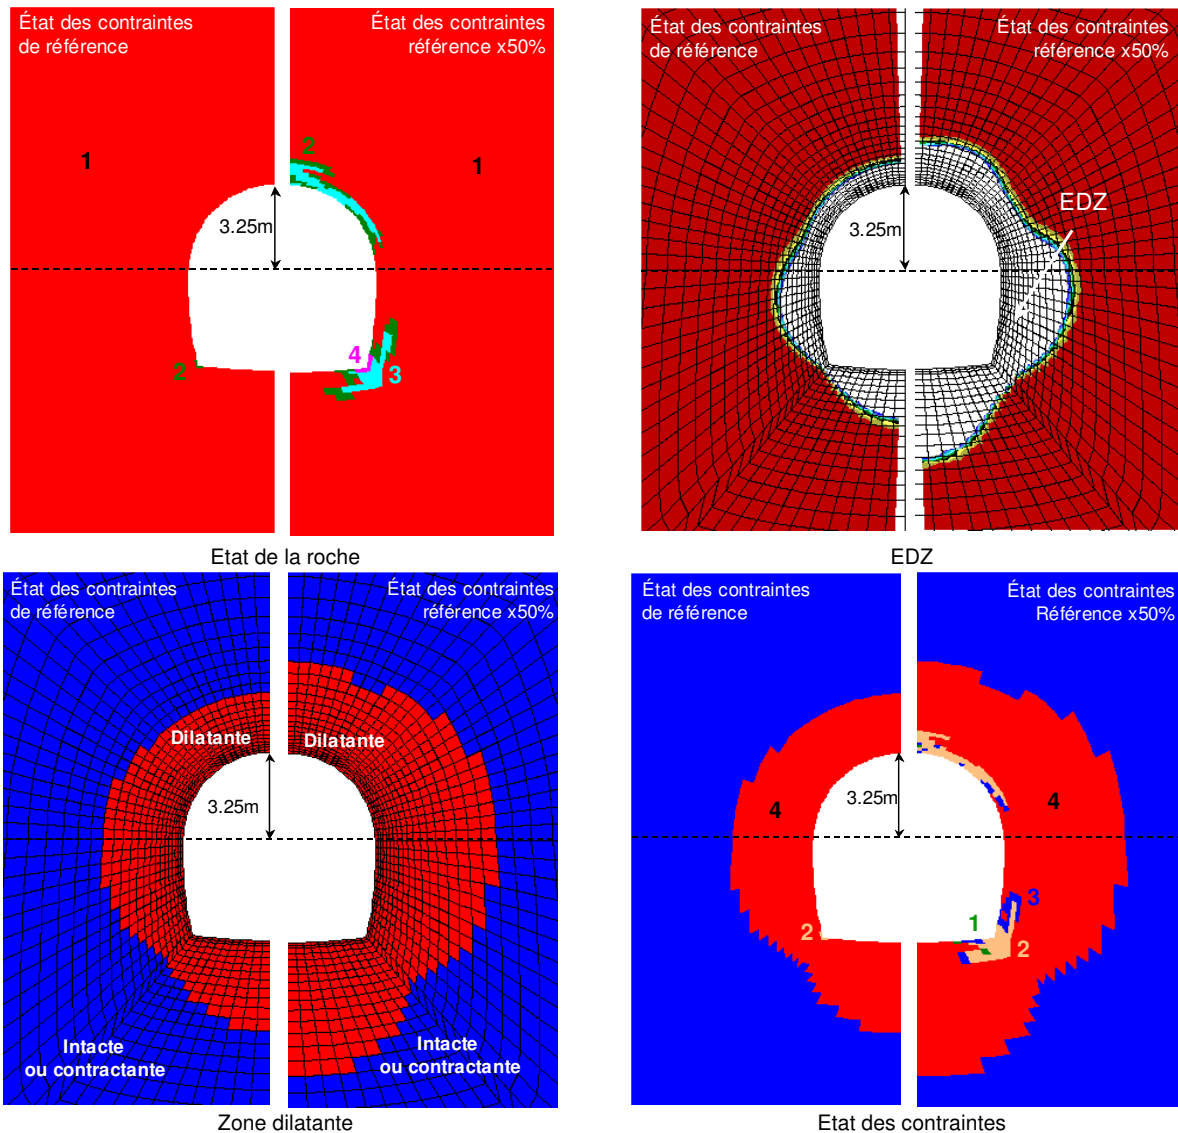 État des contraintes
de référence
État des contraintes
référence x50%
1
2
1
3.25m
2
4
3
Etat de la roche
État des contraintes
de référence
État des contraintes
référence x50%
EDZ
3.25m
EDZ
État des contraintes
de référence
État des contraintes
référence x50%
Dilatante
Dilatante
3.25m
Intacte
ou contractante
Intacte
ou contractante
Zone dilatante
État des contraintes
de référence
État des contraintes
Référence x50%
4
3.25m
4
2
1
3
2
Etat des contraintes